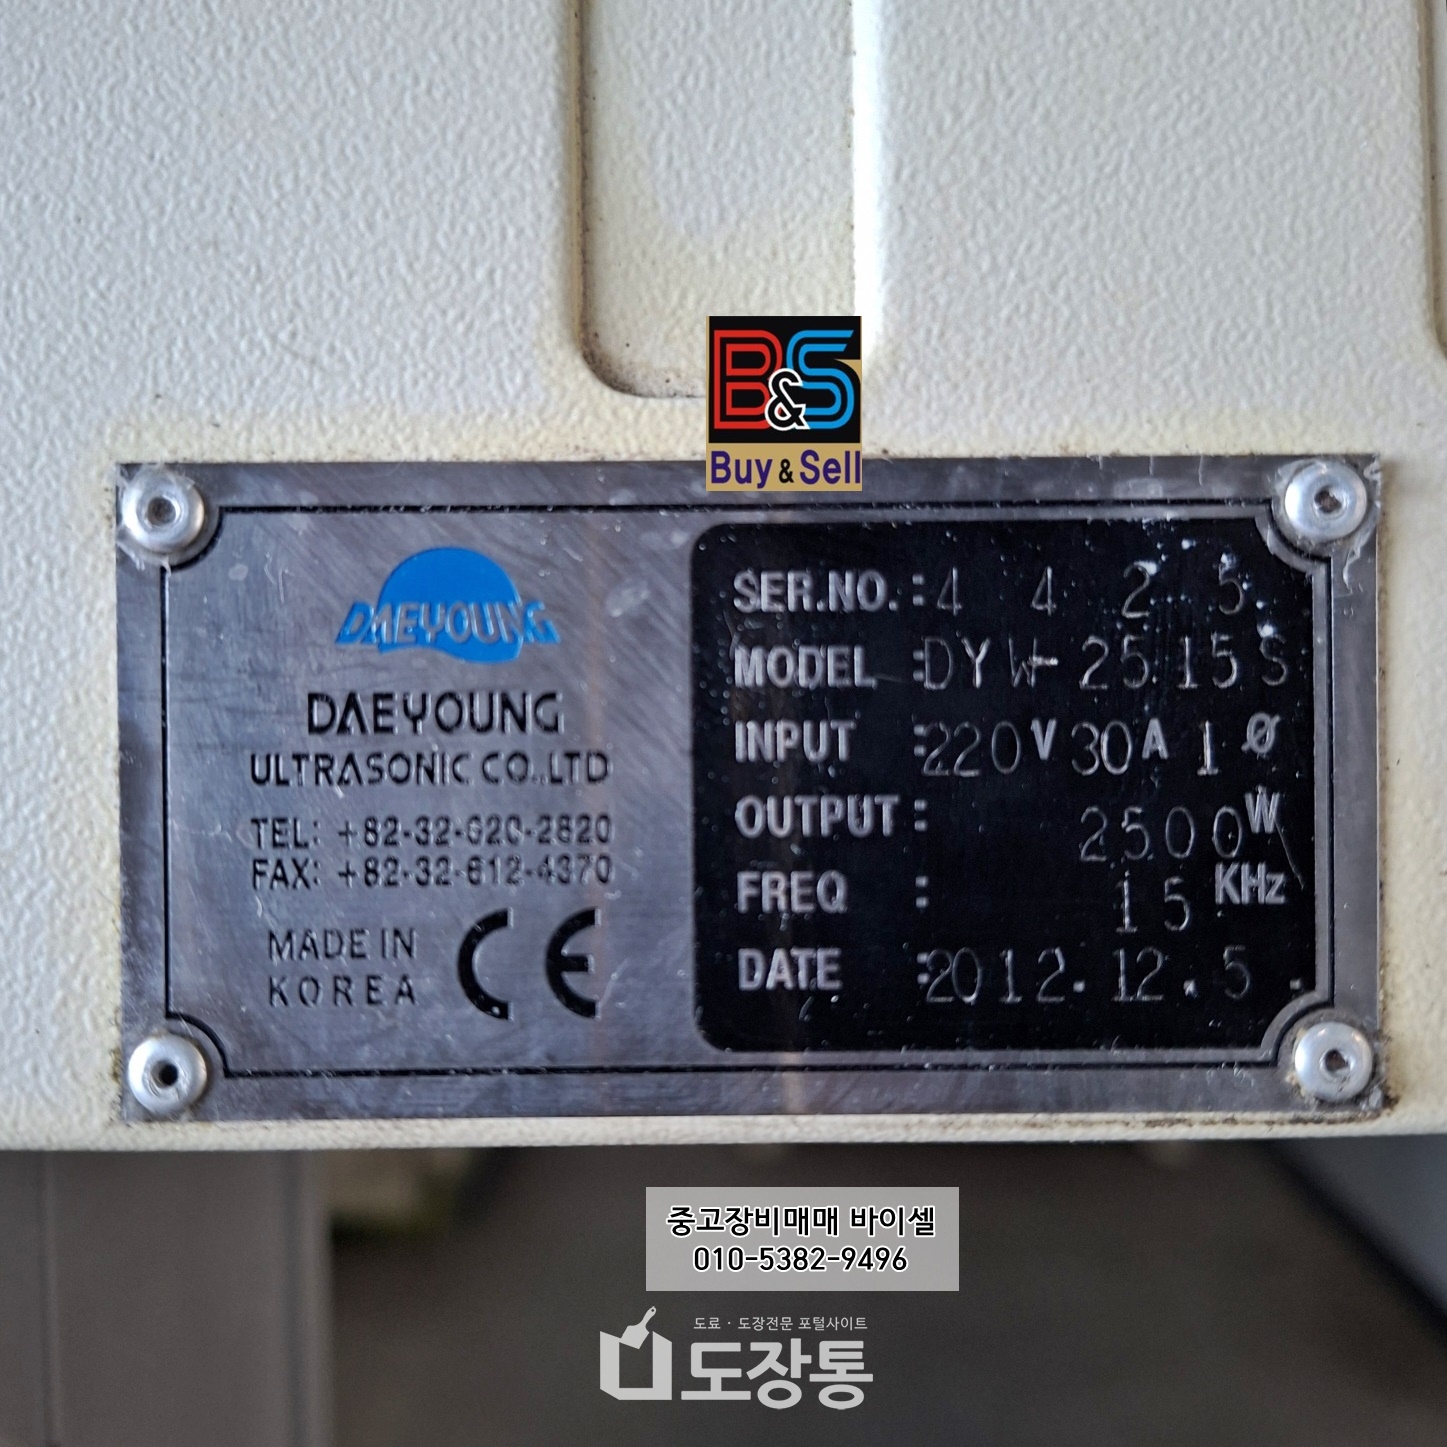 B&S
Buy & Sell
DAEYOUNG
DAEYOUNG
ULTRASONIC CO.,LTD
TEL: +82-32-620-2820
FAX: +82-32-612-4370
MADE IN
KOREA
CE
SER.NO. : 4 4 2 5
MODEL : DYW-2515S
INPUT : 220V 30A 1Ø
OUTPUT : 2500W
FREQ : 15 KHz
DATE : 2012.12.5.
중고장비매매 바이셀
010-5382-9496
도료·도장전문 포털사이트
도장통